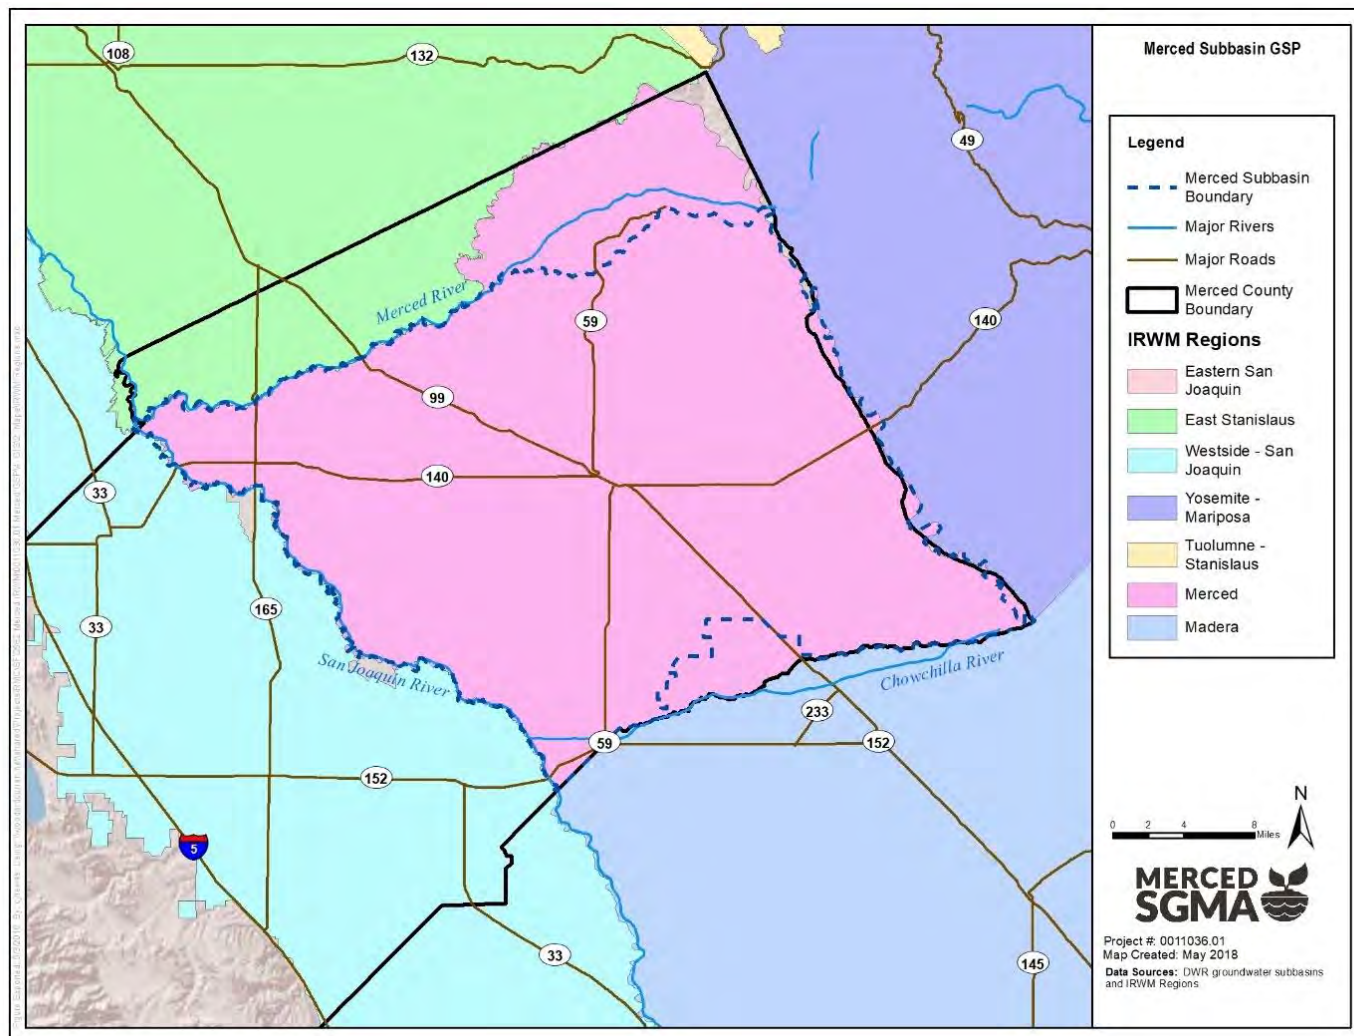 Merced Subbasin GSP
Legend
Merced Subbasin
Boundary
Major Rivers
Major Roads
Merced County
Boundary
IRWM Regions
Eastern San
Joaquin
East Stanislaus
Westside - San
Joaquin
Yosemite -
Mariposa
Tuolumne -
Stanislaus
Merced
Madera
108
132
49
Merced River
59
140
99
140
33
165
33
San Joaquin River
Chowchilla River
233
59
152
152
5
33
145
N
0 2 4 8
Miles
MERCED
SGMA
Project #: 0011036.01
Map Created: May 2018
Data Sources: DWR groundwater subbasins
and IRWM Regions